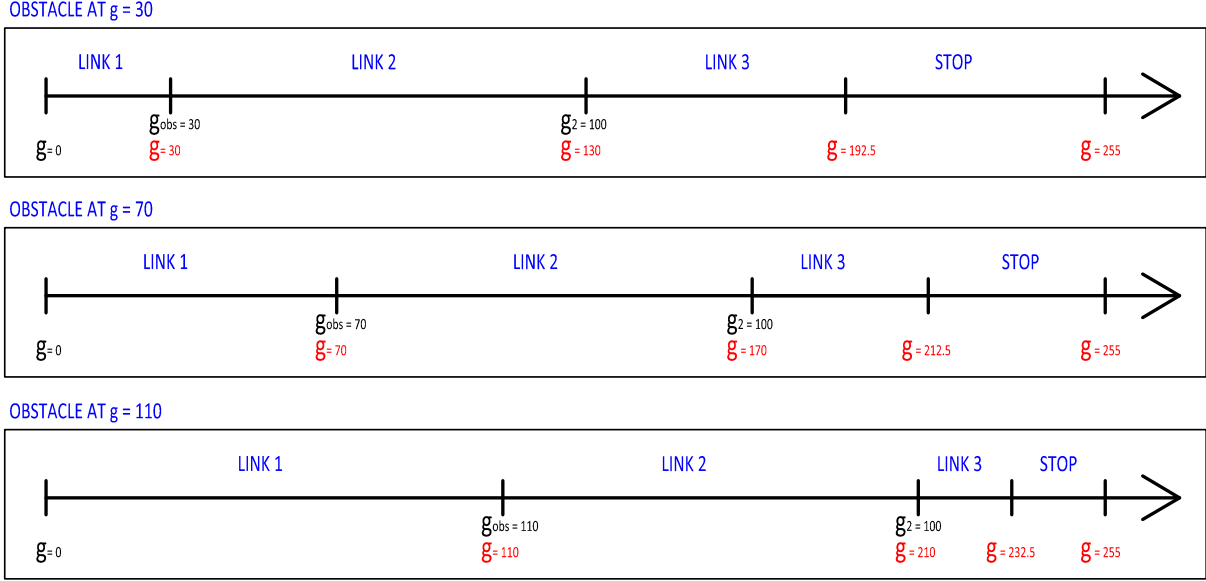 OBSTACLE AT g = 30
LINK 1 LINK 2 LINK 3 STOP
gobs = 30 g2 = 100
g= 0 g= 30 g = 130 g = 192.5 g = 255
OBSTACLE AT g = 70
LINK 1 LINK 2 LINK 3 STOP
gobs = 70 g2 = 100
g= 0 g= 70 g = 170 g = 212.5 g = 255
OBSTACLE AT g = 110
LINK 1 LINK 2 LINK 3 STOP
gobs = 110 g2 = 100
g= 0 g= 110 g = 210 g = 232.5 g = 255